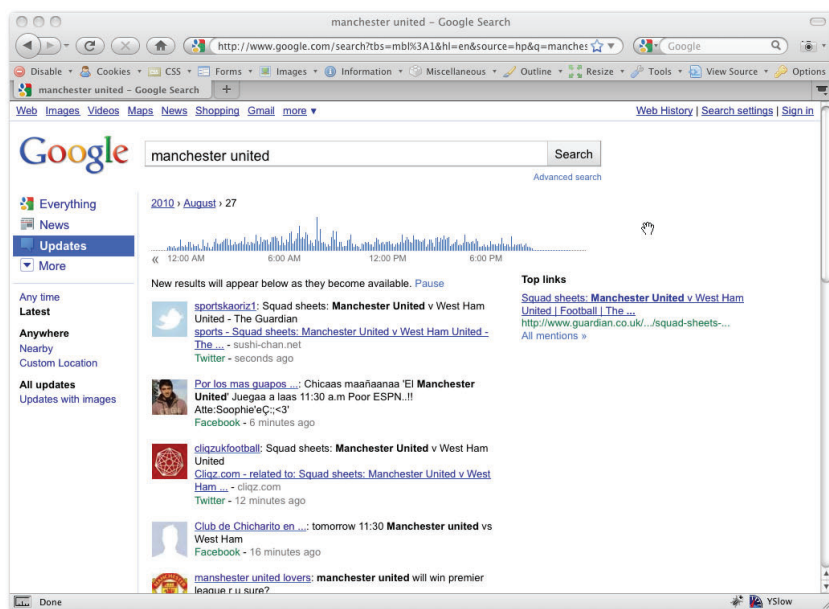 manchester united – Google Search
http://www.google.com/search?tbs=mbl%3A1&hl=en&source=hp&q=manches
Google
Disable Cookies CSS Forms Images Information Miscellaneous Outline Resize Tools View Source Options
manchester united – Google Search
Web Images Videos Maps News Shopping Gmail more ▼
Web History | Search settings | Sign in
Google
manchester united
Search
Advanced search
Everything
News
Updates
More
Any time
Latest
Anywhere
Nearby
Custom Location
All updates
Updates with images
2010 › August › 27
« 12:00 AM 6:00 AM 12:00 PM 6:00 PM
New results will appear below as they become available. Pause
sportskaoriz1: Squad sheets: Manchester United v West Ham
United - The Guardian
sports - Squad sheets: Manchester United v West Ham United -
The ... - sushi-chan.net
Twitter - seconds ago
Por los mas guapos ...: Chicaas maañaanaa 'El Manchester
United' Juegaa a laas 11:30 a.m Poor ESPN..!!
Atte:Soophie'eÇ:;<3'
Facebook - 6 minutes ago
cliqzukfootball: Squad sheets: Manchester United v West Ham
United
Cliqz.com - related to: Squad sheets: Manchester United v West
Ham ... - cliqz.com
Twitter - 12 minutes ago
Club de Chicharito en ...: tomorrow 11:30 Manchester united vs
West Ham
Facebook - 16 minutes ago
manshester united lovers: manchester united will win premier
league r u sure?
Top links
Squad sheets: Manchester United v West Ham
United | Football | The ...
http://www.guardian.co.uk/.../squad-sheets-...
All mentions »
Done
YSlow